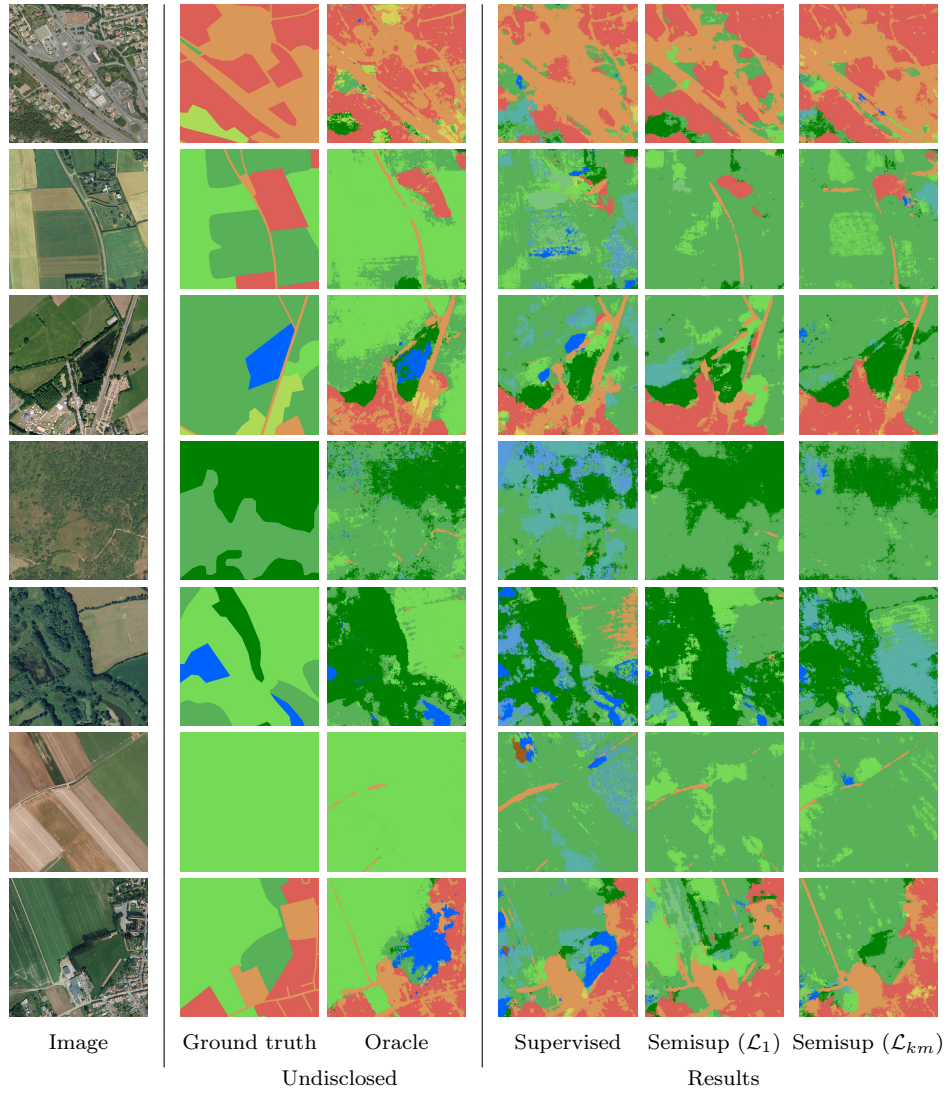 Image Ground truth Oracle Supervised Semisup (ℒ₁) Semisup (ℒₖₘ)
Undisclosed Results